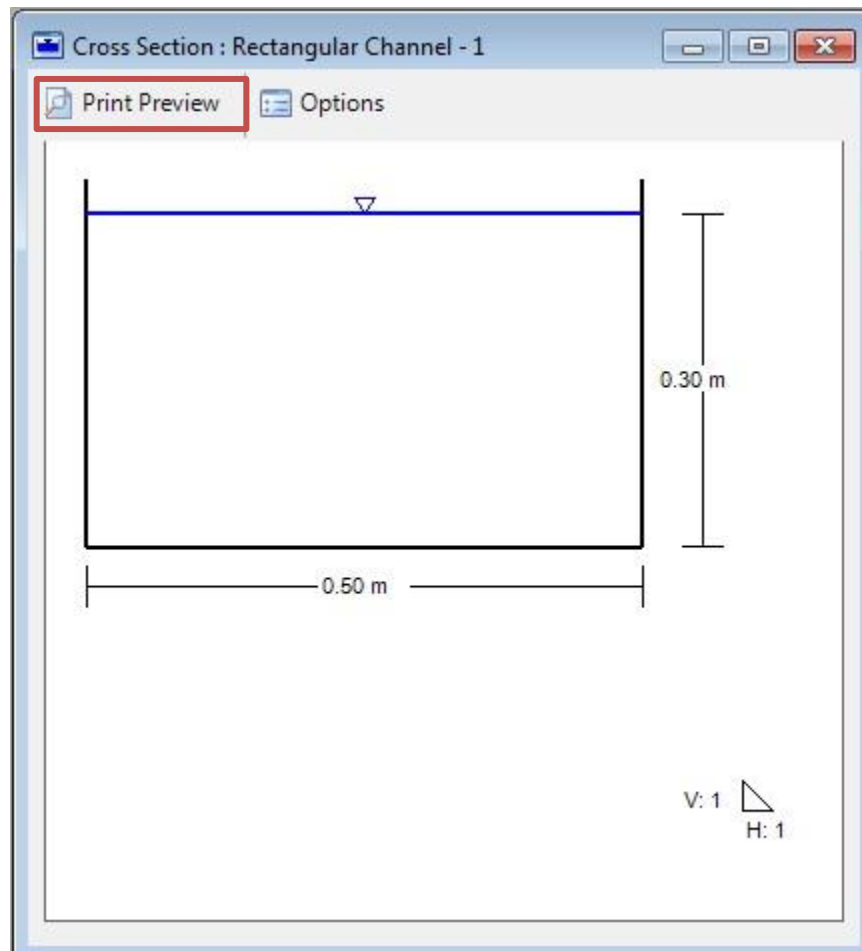 Cross Section : Rectangular Channel - 1
Print Preview Options
0.30 m
0.50 m
V: 1
H: 1